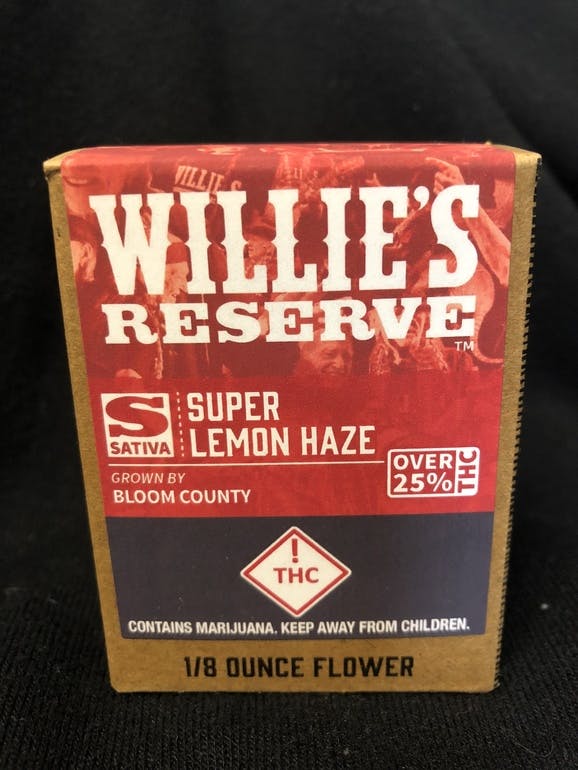 WILLIE'S
RESERVE
TM
S
SATIVA
SUPER
LEMON HAZE
GROWN BY
BLOOM COUNTY
OVER
25%
THC
!
THC
CONTAINS MARIJUANA. KEEP AWAY FROM CHILDREN.
1/8 OUNCE FLOWER